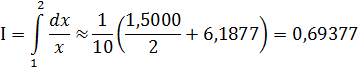 I = ∫₁² dx/x ≈ 1/10 (1,5000/2 + 6,1877) = 0,69377